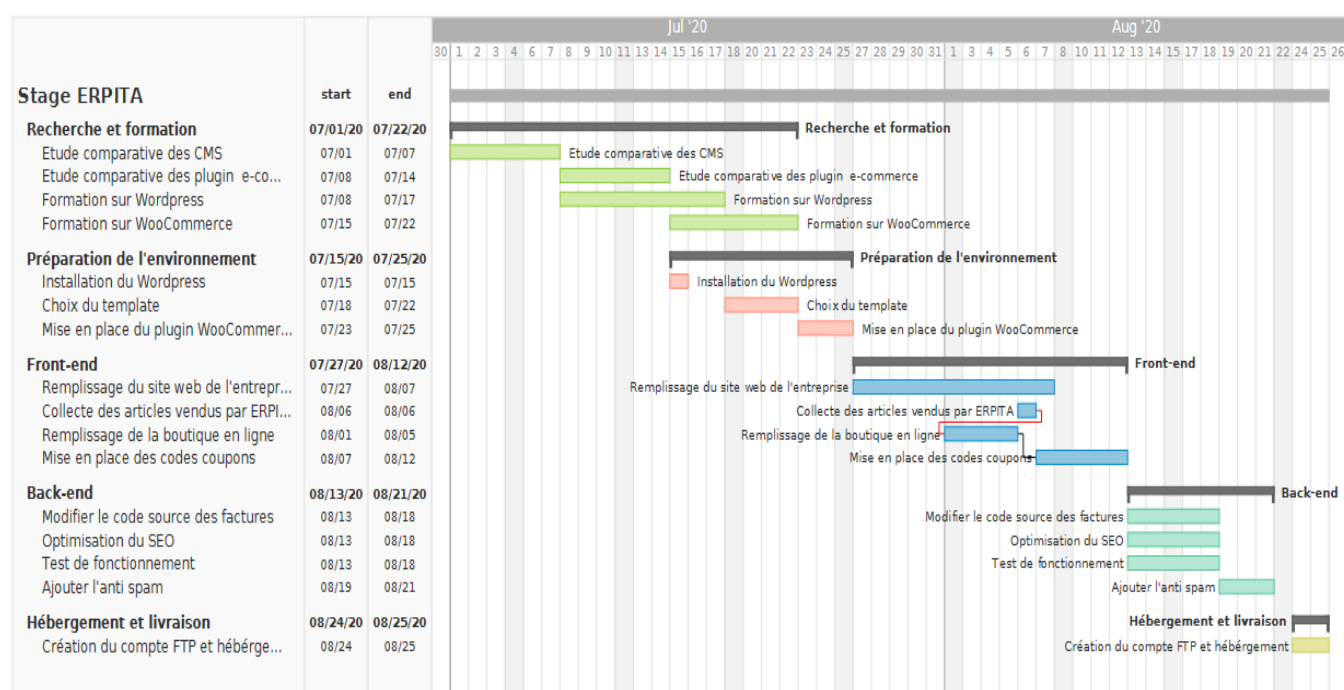 Jul '20 Aug '20
30 1 2 3 4 6 7 8 9 10 11 13 14 15 16 17 18 20 21 22 23 24 25 27 28 29 30 31 1 3 4 5 6 7 8 10 11 12 13 14 15 17 18 19 20 21 22 24 25 26
Stage ERPITA start end
Recherche et formation 07/01/20 07/22/20 Recherche et formation
Etude comparative des CMS 07/01 07/07 Etude comparative des CMS
Etude comparative des plugin e-co... 07/08 07/14 Etude comparative des plugin e-commerce
Formation sur Wordpress 07/08 07/17 Formation sur Wordpress
Formation sur WooCommerce 07/15 07/22 Formation sur WooCommerce
Préparation de l'environnement 07/15/20 07/25/20 Préparation de l'environnement
Installation du Wordpress 07/15 07/15 Installation du Wordpress
Choix du template 07/18 07/22 Choix du template
Mise en place du plugin WooCommer... 07/23 07/25 Mise en place du plugin WooCommerce
Front-end 07/27/20 08/12/20 Front-end
Remplissage du site web de l'entrepr... 07/27 08/07 Remplissage du site web de l'entreprise
Collecte des articles vendus par ERPI... 08/06 08/06 Collecte des articles vendus par ERPITA
Remplissage de la boutique en ligne 08/01 08/05 Remplissage de la boutique en ligne
Mise en place des codes coupons 08/07 08/12 Mise en place des codes coupons
Back-end 08/13/20 08/21/20 Back-end
Modifier le code source des factures 08/13 08/18 Modifier le code source des factures
Optimisation du SEO 08/13 08/18 Optimisation du SEO
Test de fonctionnement 08/13 08/18 Test de fonctionnement
Ajouter l'anti spam 08/19 08/21 Ajouter l'anti spam
Hébergement et livraison 08/24/20 08/25/20 Hébergement et livraison
Création du compte FTP et hébérge... 08/24 08/25 Création du compte FTP et hébérgement